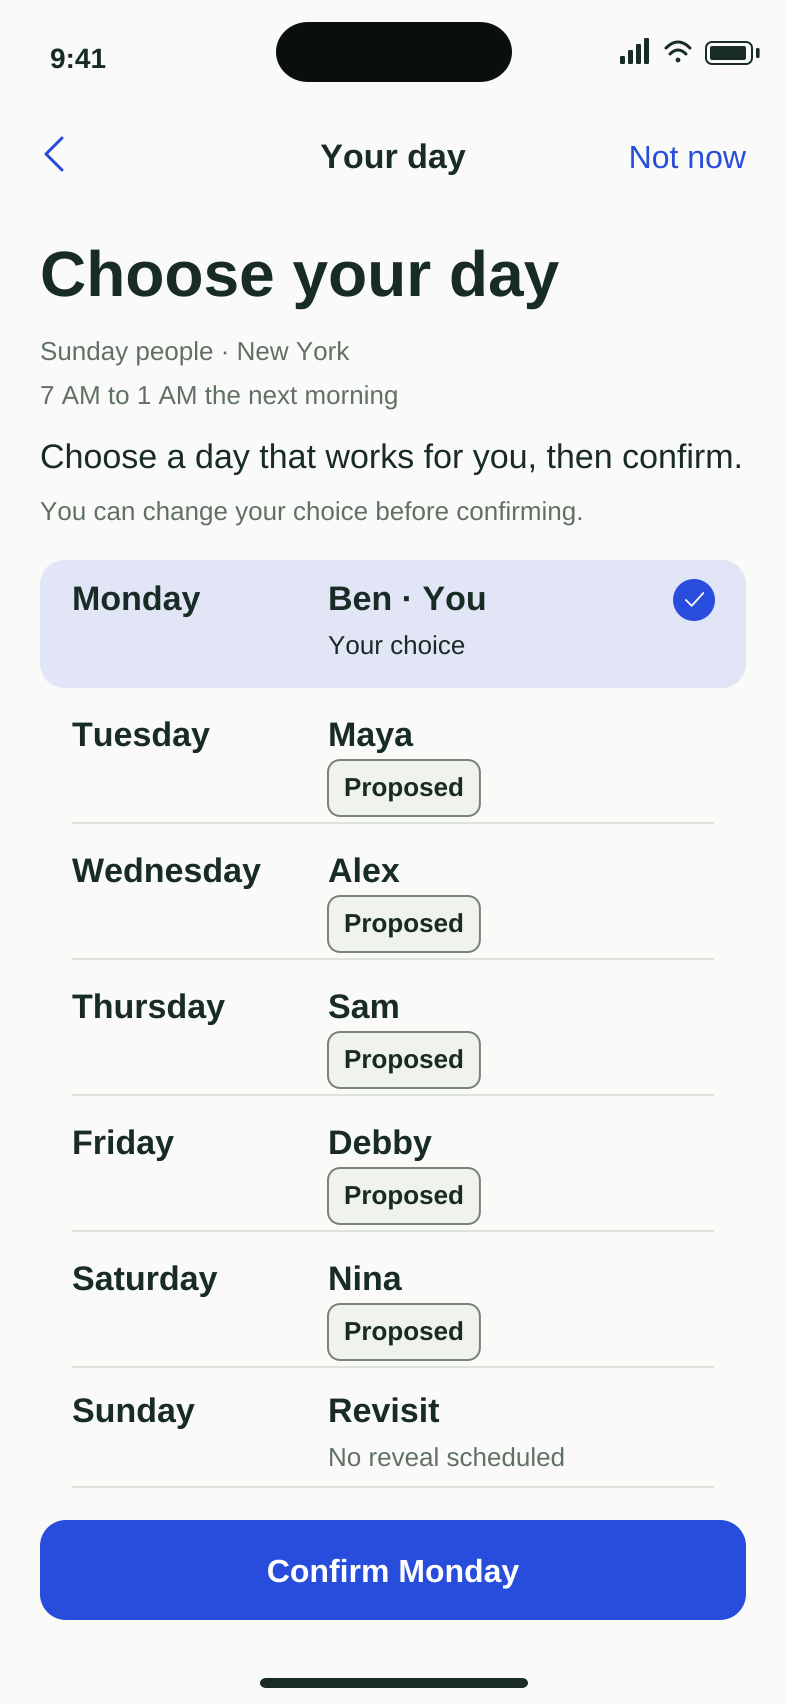 9:41
Your day
Not now
Choose your day
Sunday people · New York
7 AM to 1 AM the next morning
Choose a day that works for you, then confirm.
You can change your choice before confirming.
Monday Ben · You
Your choice
Tuesday Maya
Proposed
Wednesday Alex
Proposed
Thursday Sam
Proposed
Friday Debby
Proposed
Saturday Nina
Proposed
Sunday Revisit
No reveal scheduled
Confirm Monday